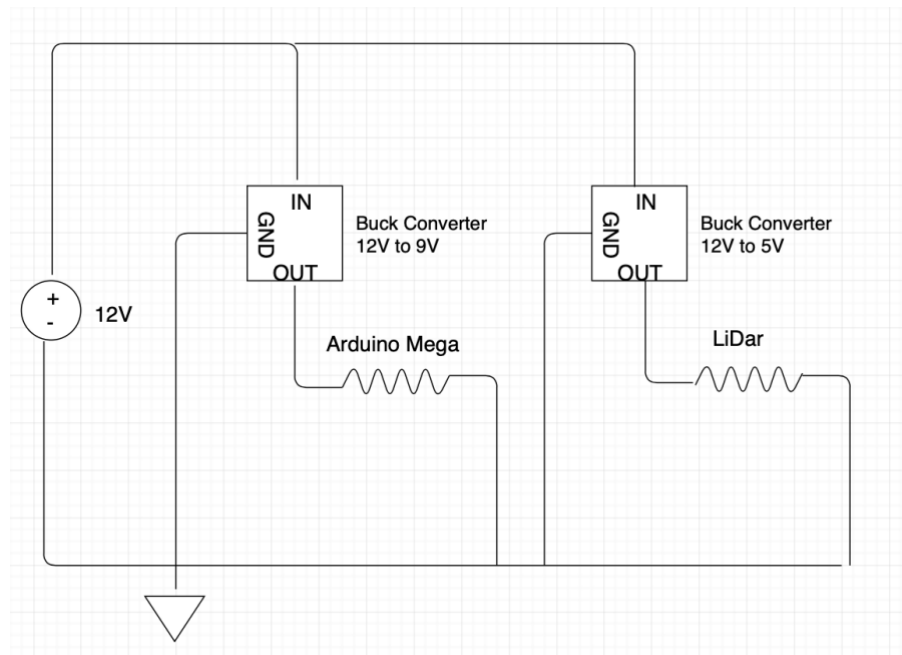 IN
GND
OUT
Buck Converter
12V to 9V
IN
GND
OUT
Buck Converter
12V to 5V
+
-
12V
Arduino Mega
LiDar